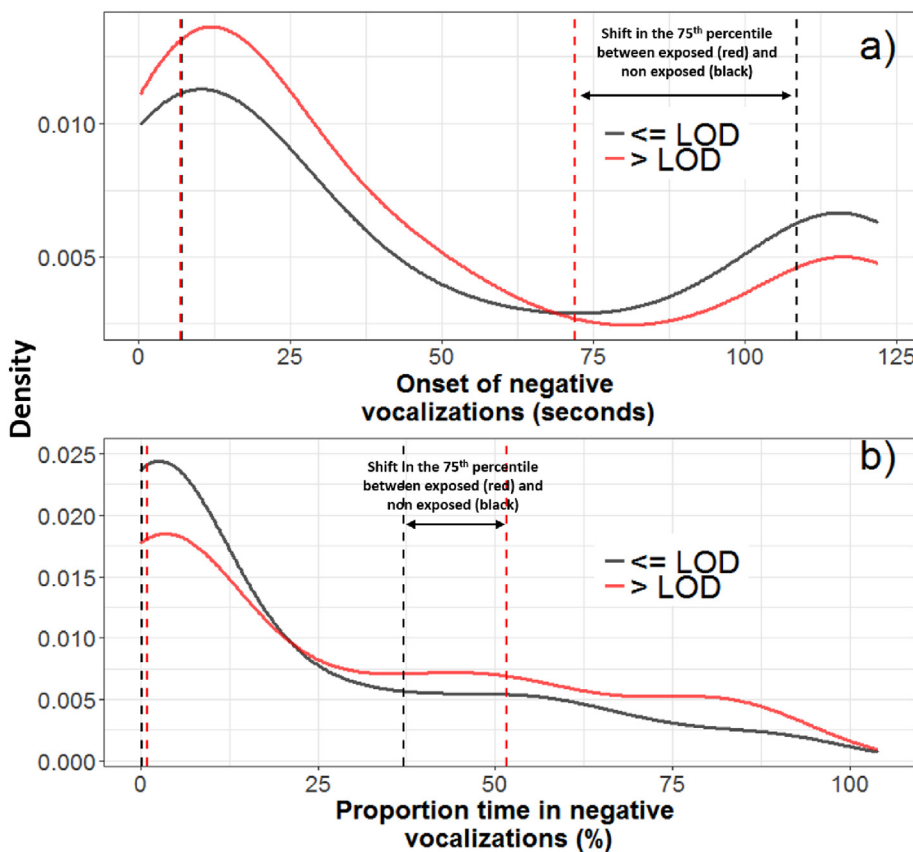 a)
Shift in the 75th percentile
between exposed (red) and
non exposed (black)
<= LOD
> LOD
0.010
0.005
0
25
50
75
100
125
Onset of negative
vocalizations (seconds)
Density
b)
Shift in the 75th percentile
between exposed (red) and
non exposed (black)
<= LOD
> LOD
0.025
0.020
0.015
0.010
0.005
0.000
0
25
50
75
100
Proportion time in negative
vocalizations (%)